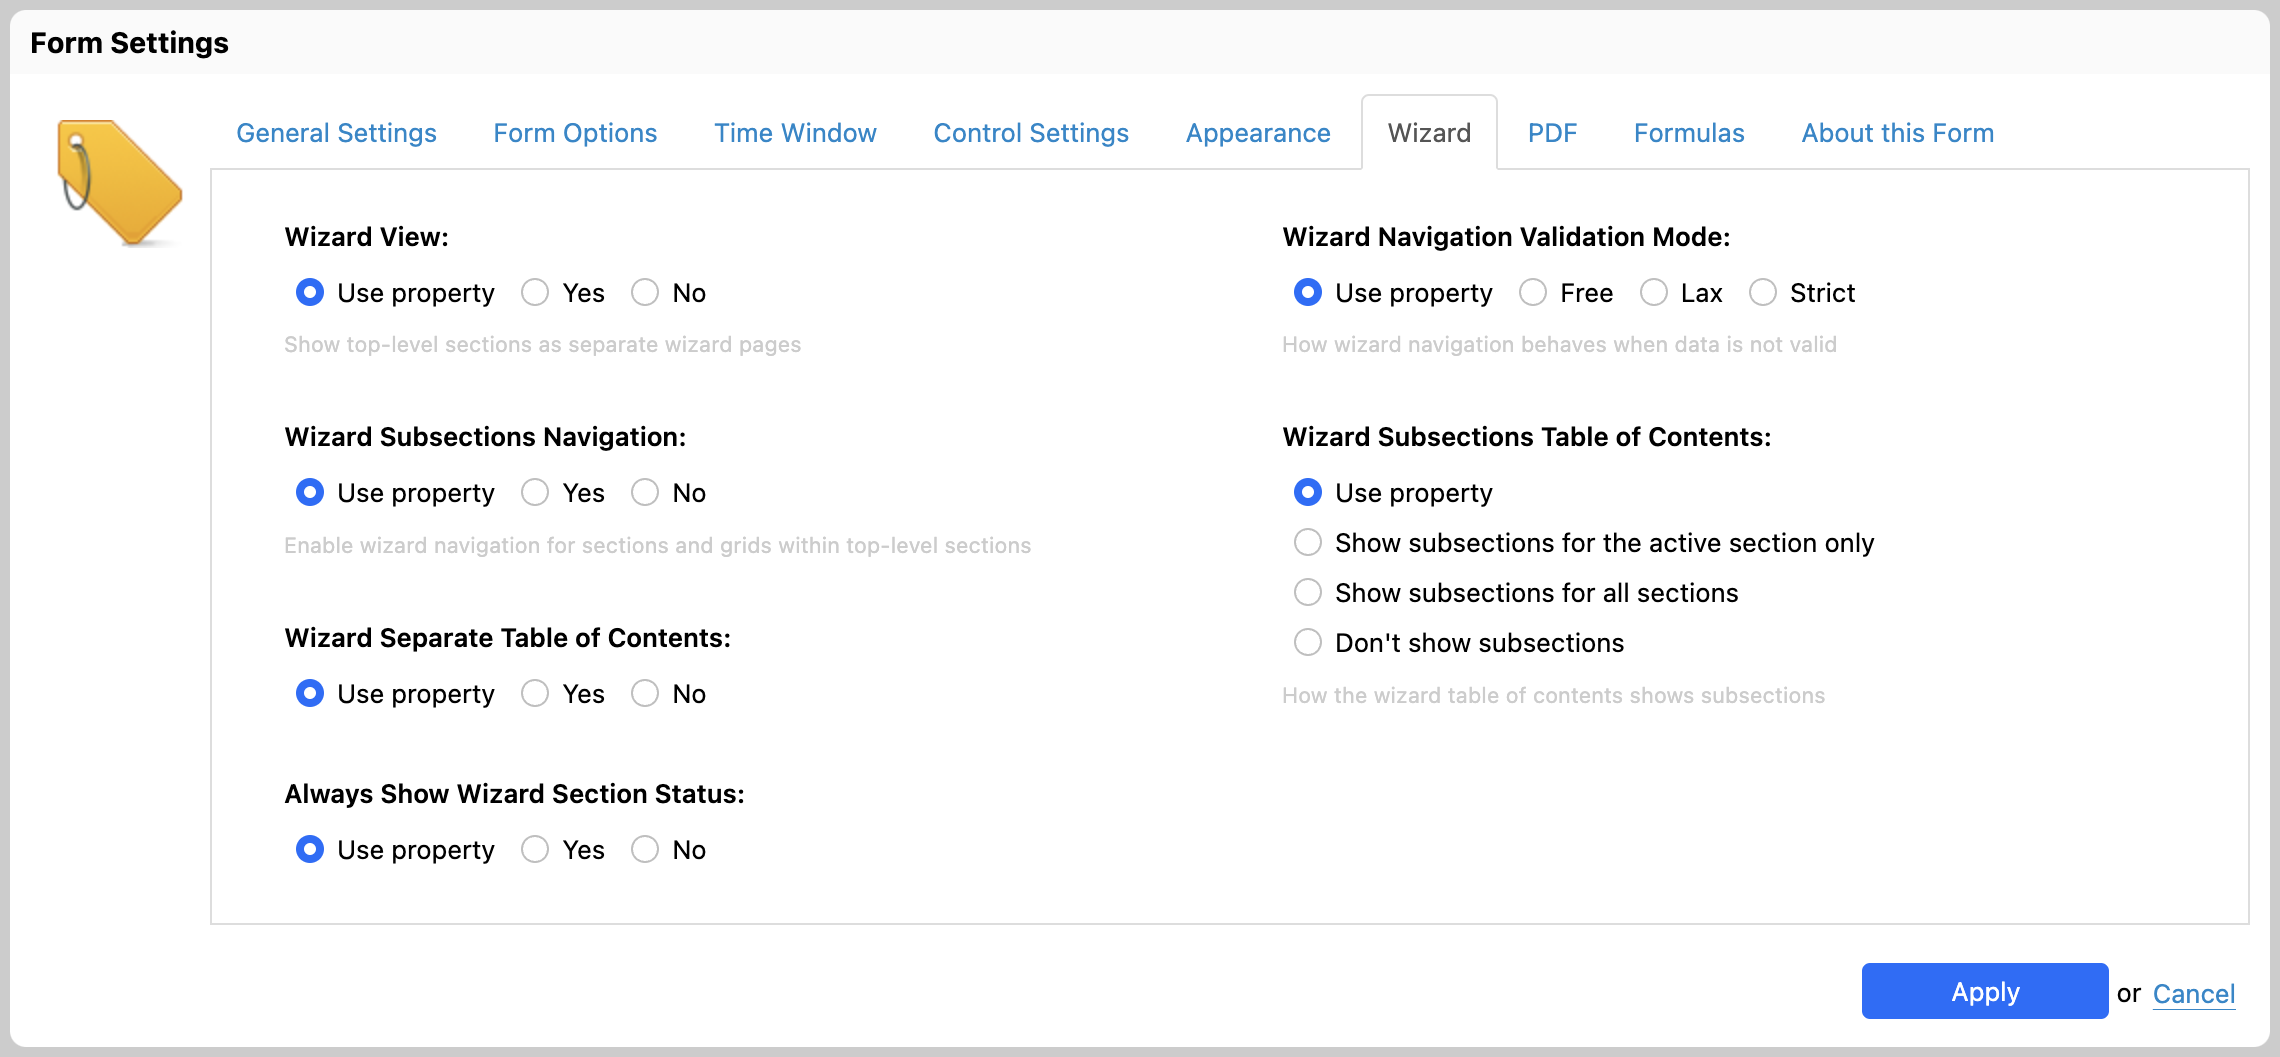 Form Settings
General Settings Form Options Time Window Control Settings Appearance Wizard PDF Formulas About this Form
Wizard View:
Use property Yes No
Show top-level sections as separate wizard pages
Wizard Subsections Navigation:
Use property Yes No
Enable wizard navigation for sections and grids within top-level sections
Wizard Separate Table of Contents:
Use property Yes No
Always Show Wizard Section Status:
Use property Yes No
Wizard Navigation Validation Mode:
Use property Free Lax Strict
How wizard navigation behaves when data is not valid
Wizard Subsections Table of Contents:
Use property
Show subsections for the active section only
Show subsections for all sections
Don't show subsections
How the wizard table of contents shows subsections
Apply or Cancel